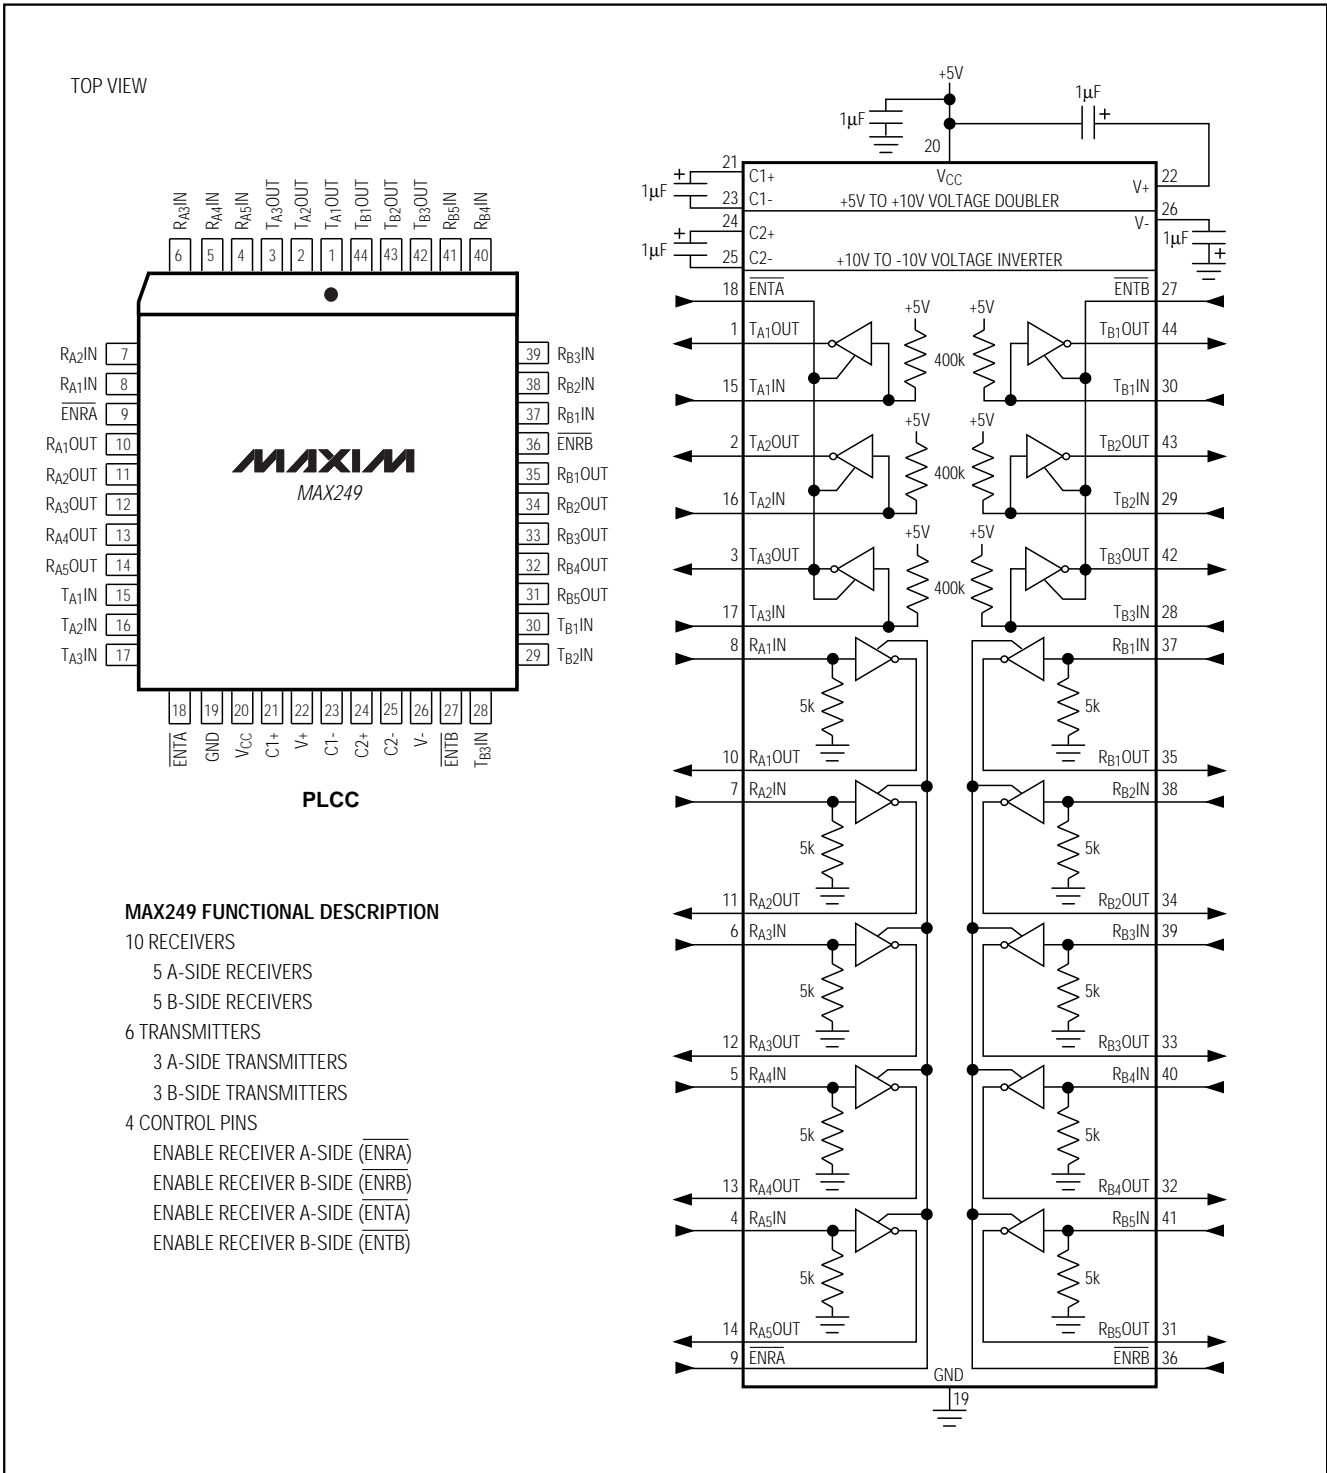 TOP VIEW
RA3IN
RA4IN
RA5IN
TA3OUT
TA2OUT
TA1OUT
TB1OUT
TB2OUT
TB3OUT
RB5IN
RB4IN
6 5 4 3 2 1 44 43 42 41 40
RA2IN 7
RA1IN 8
ENRA 9
RA1OUT 10
RA2OUT 11
RA3OUT 12
RA4OUT 13
RA5OUT 14
TA1IN 15
TA2IN 16
TA3IN 17
MAXIM
MAX249
39 RB3IN
38 RB2IN
37 RB1IN
36 ENRB
35 RB1OUT
34 RB2OUT
33 RB3OUT
32 RB4OUT
31 RB5OUT
30 TB1IN
29 TB2IN
18 19 20 21 22 23 24 25 26 27 28
ENTA
GND
VCC
C1+
V+
C1-
C2+
C2-
V-
ENTB
TB3IN
PLCC
MAX249 FUNCTIONAL DESCRIPTION
10 RECEIVERS
5 A-SIDE RECEIVERS
5 B-SIDE RECEIVERS
6 TRANSMITTERS
3 A-SIDE TRANSMITTERS
3 B-SIDE TRANSMITTERS
4 CONTROL PINS
ENABLE RECEIVER A-SIDE (ENRA)
ENABLE RECEIVER B-SIDE (ENRB)
ENABLE RECEIVER A-SIDE (ENTA)
ENABLE RECEIVER B-SIDE (ENTB)
+5V
1µF
1µF +
20
21 C1+ VCC V+ 22
+ 1µF
23 C1- +5V TO +10V VOLTAGE DOUBLER
V- 26
24 C2+
+ 1µF
1µF +
25 C2- +10V TO -10V VOLTAGE INVERTER
18 ENTA ENTB 27
+5V +5V
1 TA1OUT TB1OUT 44
400k
15 TA1IN TB1IN 30
+5V +5V
2 TA2OUT TB2OUT 43
400k
16 TA2IN TB2IN 29
+5V +5V
3 TA3OUT TB3OUT 42
400k
17 TA3IN TB3IN 28
8 RA1IN RB1IN 37
5k 5k
10 RA1OUT RB1OUT 35
7 RA2IN RB2IN 38
5k 5k
11 RA2OUT RB2OUT 34
6 RA3IN RB3IN 39
5k 5k
12 RA3OUT RB3OUT 33
5 RA4IN RB4IN 40
5k 5k
13 RA4OUT RB4OUT 32
4 RA5IN RB5IN 41
5k 5k
14 RA5OUT RB5OUT 31
9 ENRA ENRB 36
GND
19